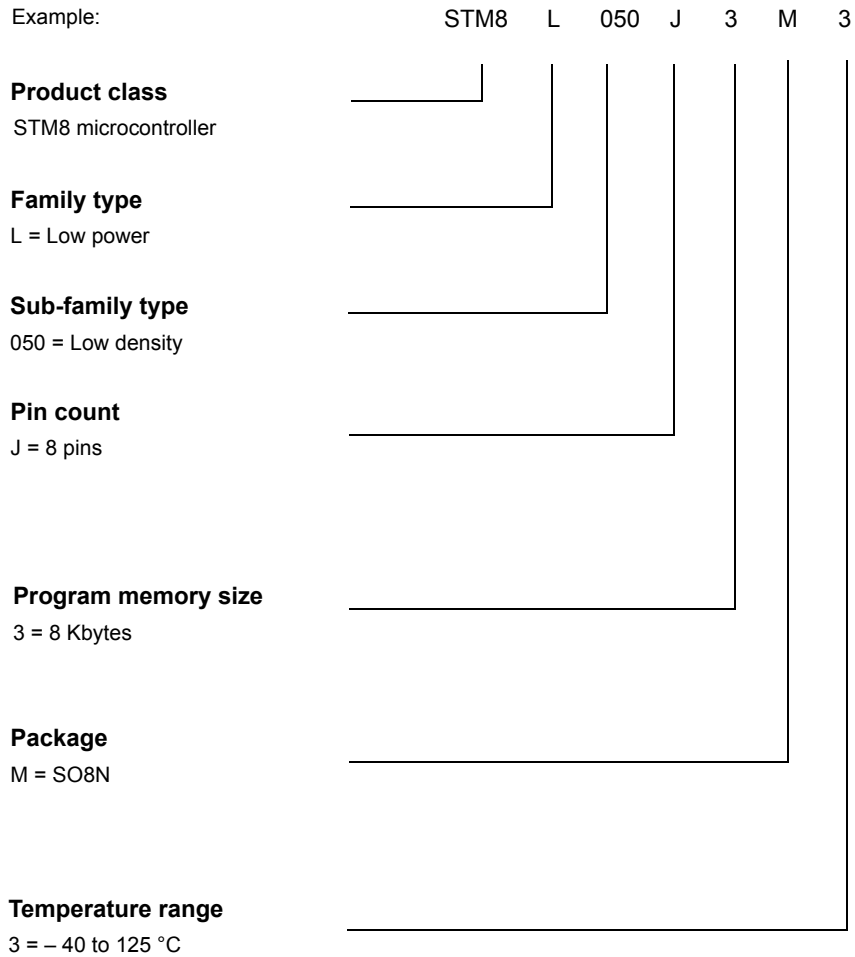 Example: STM8 L 050 J 3 M 3
Product class
STM8 microcontroller
Family type
L = Low power
Sub-family type
050 = Low density
Pin count
J = 8 pins
Program memory size
3 = 8 Kbytes
Package
M = SO8N
Temperature range
3 = – 40 to 125 °C